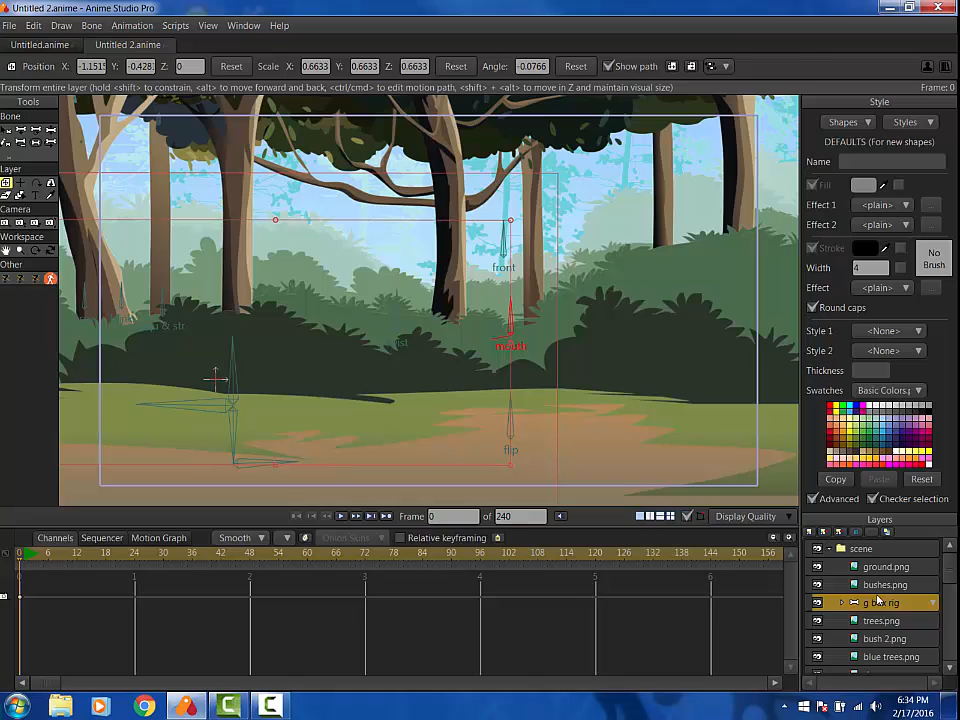 Untitled 2.anime - Anime Studio Pro
File Edit Draw Bone Animation Scripts View Window Help
Untitled.anime Untitled 2.anime
Position X: -1.1515 Y: -0.4281 Z: 0 Reset Scale X: 0.6633 Y: 0.6633 Z: 0.6633 Reset Angle: -0.0766 Reset Show path
Transform entire layer (hold <shift> to constrain, <alt> to move forward and back, <ctrl/cmd> to edit motion path, <shift> + <alt> to move in Z and maintain visual size) Frame: 0
Tools
Bone
Layer
Camera
Workspace
Other
front
mouth
flip
Style
Shapes Styles
DEFAULTS (For new shapes)
Name
Fill
Effect 1 <plain>
Effect 2 <plain>
Stroke
No Brush
Width 4
Effect <plain>
Round caps
Style 1 <None>
Style 2 <None>
Thickness
Swatches Basic Colors.p
Copy Paste Reset
Advanced Checker selection
Frame 0 of 240 Display Quality
Channels Sequencer Motion Graph Smooth 1 Onion Skins Relative keyframing
0 6 12 18 24 30 36 42 48 54 60 66 72 78 84 90 96 102 108 114 120 126 132 138 144 150 156
0 1 2 3 4 5 6
Layers
scene
ground.png
bushes.png
trees.png
bush 2.png
blue trees.png
6:34 PM
2/17/2016